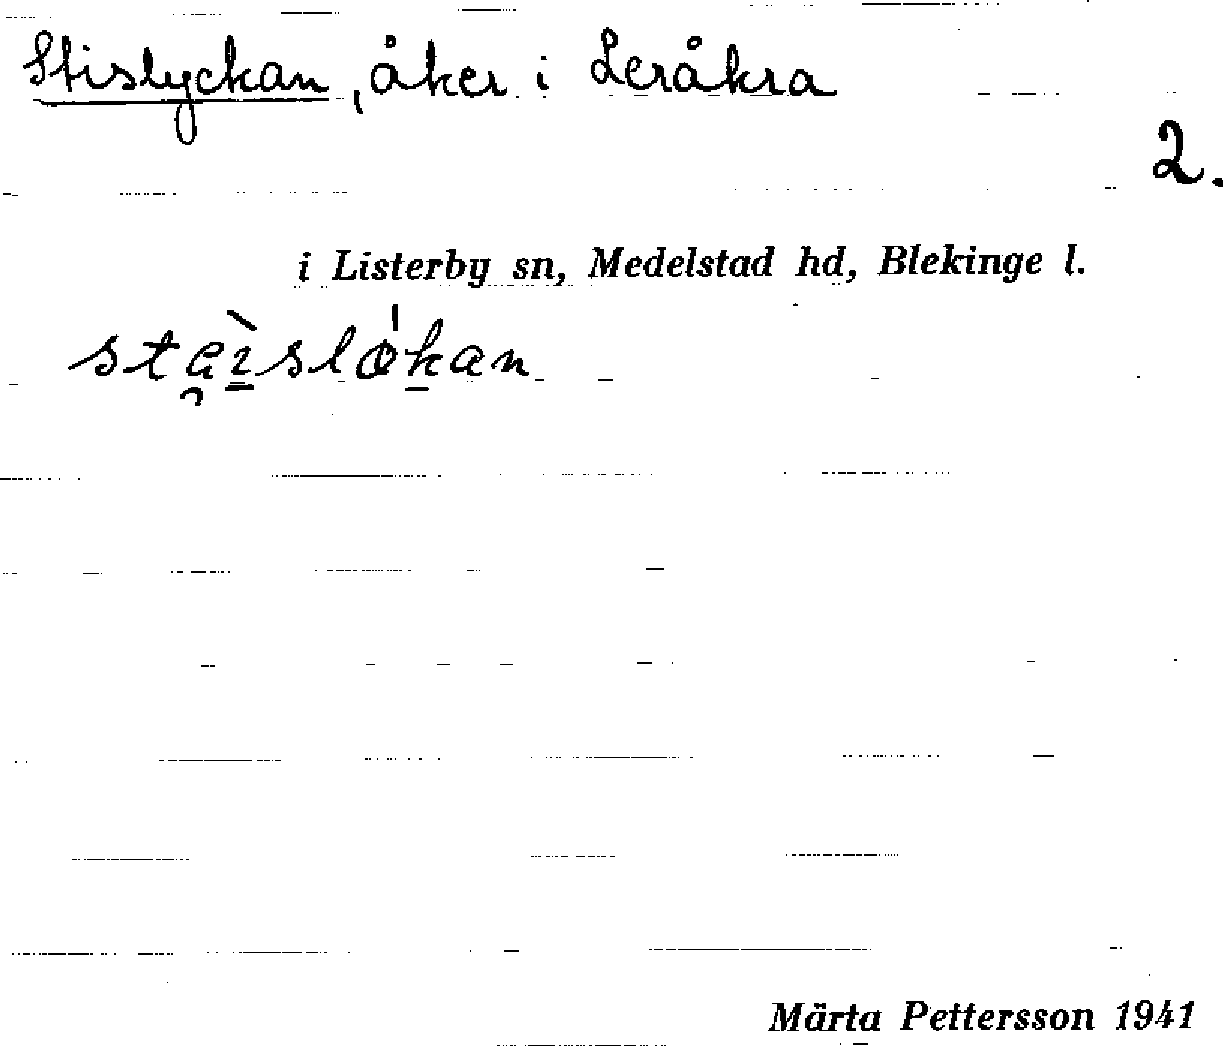 Stislyckan, åker i Leråkra
2.
i Listerby sn, Medelstad hd, Blekinge l.
Märta Pettersson 1941